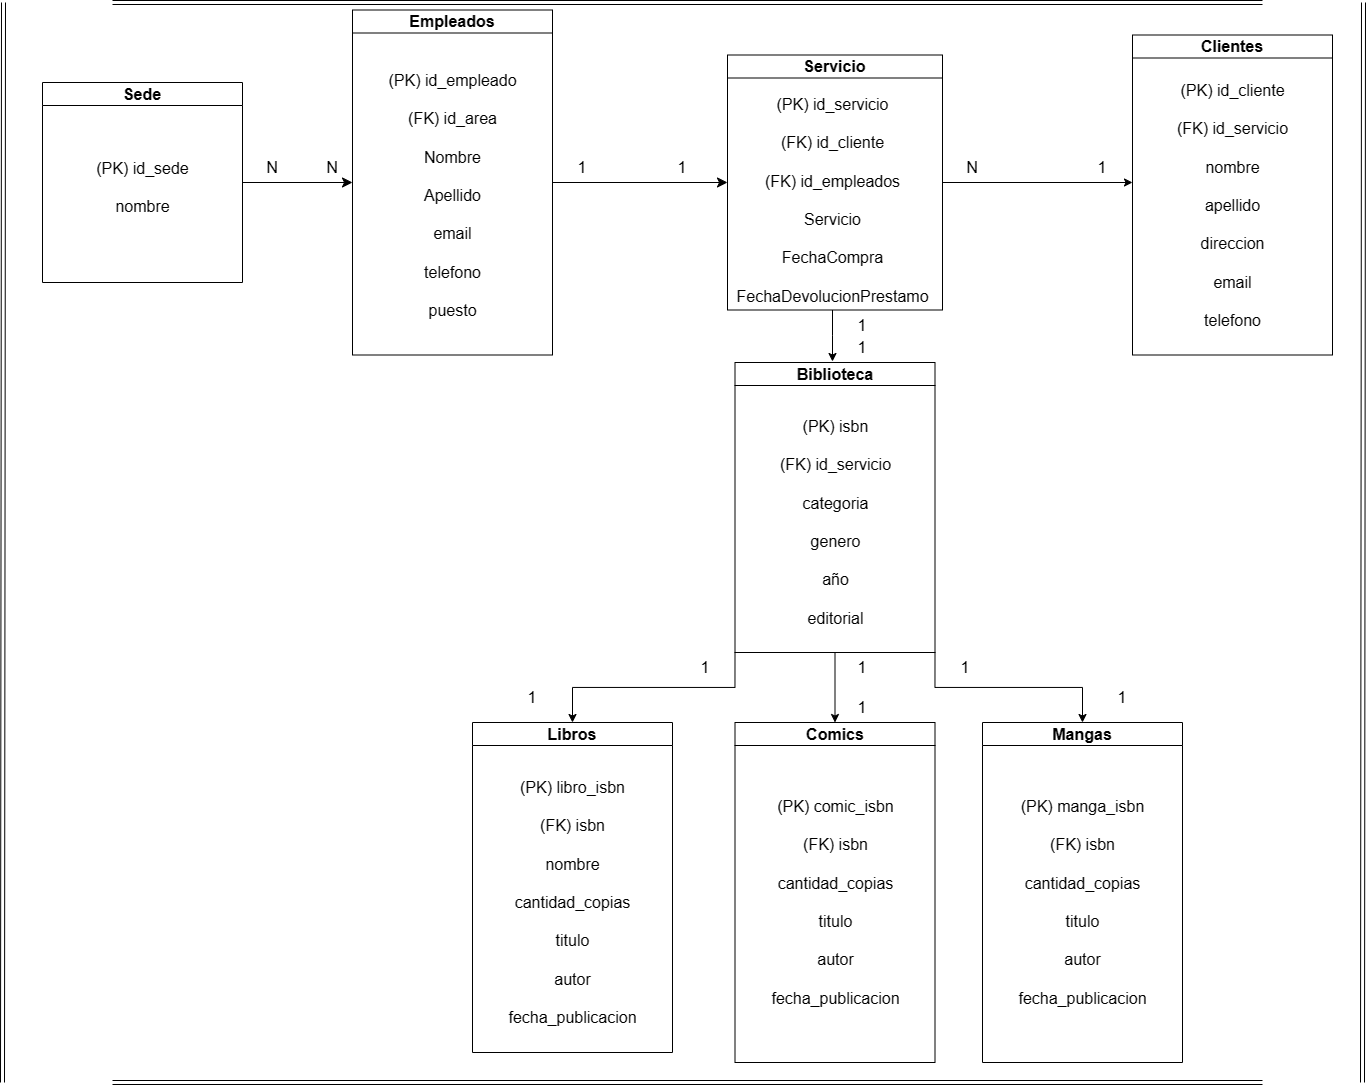 Sede
(PK) id_sede
nombre
N
N
Empleados
(PK) id_empleado
(FK) id_area
Nombre
Apellido
email
telefono
puesto
1
1
Servicio
(PK) id_servicio
(FK) id_cliente
(FK) id_empleados
Servicio
FechaCompra
FechaDevolucionPrestamo
N
1
Clientes
(PK) id_cliente
(FK) id_servicio
nombre
apellido
direccion
email
telefono
1
1
Biblioteca
(PK) isbn
(FK) id_servicio
categoria
genero
año
editorial
1
1
1
1
1
1
Libros
(PK) libro_isbn
(FK) isbn
nombre
cantidad_copias
titulo
autor
fecha_publicacion
Comics
(PK) comic_isbn
(FK) isbn
cantidad_copias
titulo
autor
fecha_publicacion
Mangas
(PK) manga_isbn
(FK) isbn
cantidad_copias
titulo
autor
fecha_publicacion